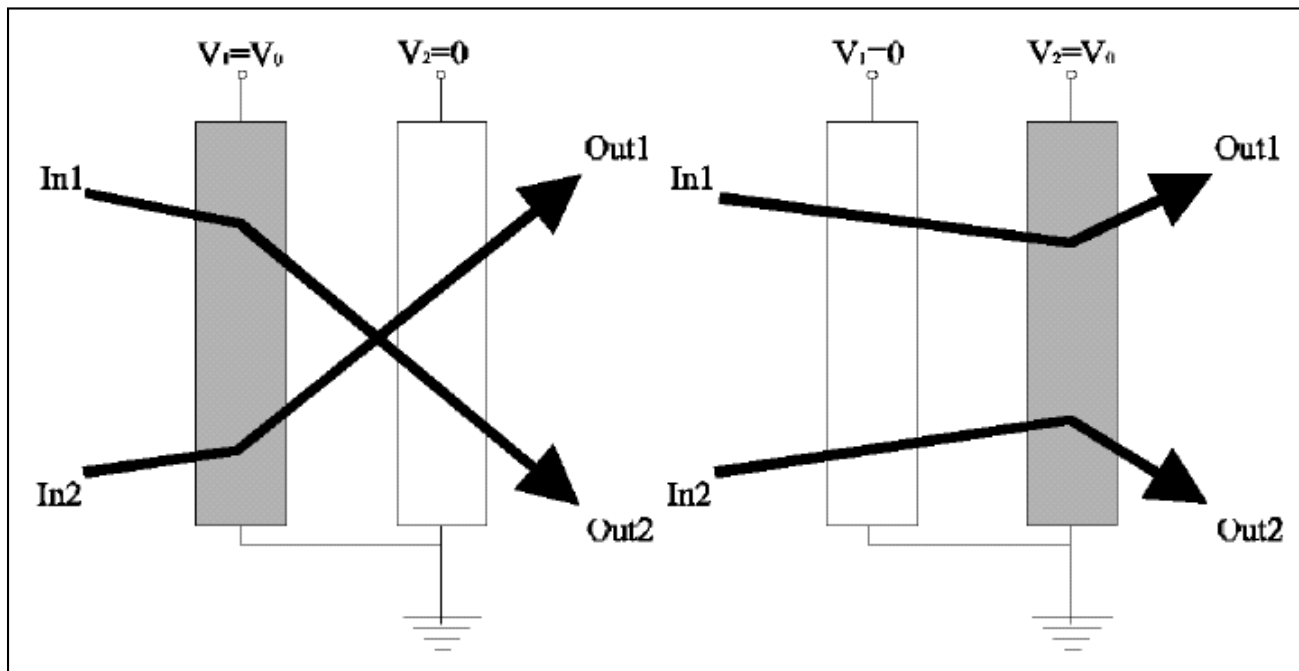 V₁=V₀
V₂=0
In1
Out1
In2
Out2
V₁-0
V₂=V₀
In1
Out1
In2
Out2